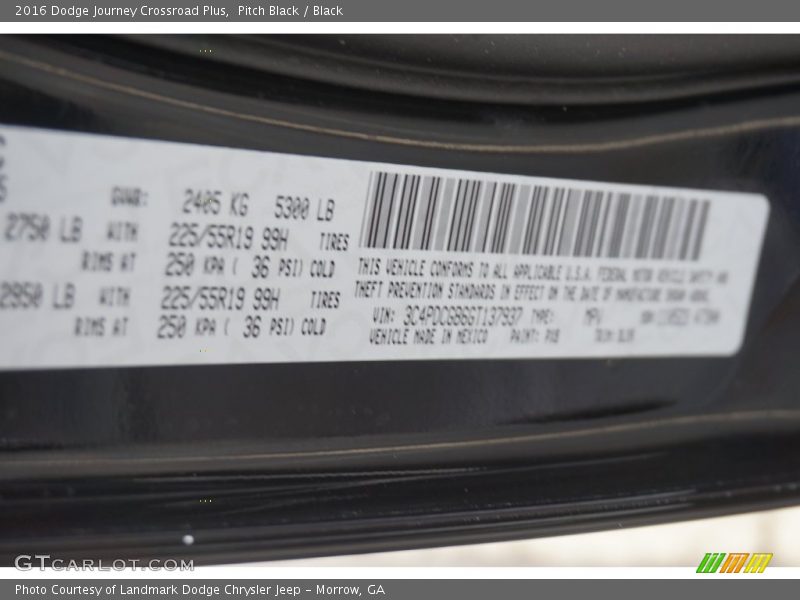 2016 Dodge Journey Crossroad Plus, Pitch Black / Black
GVWR: 2405 KG 5300 LB
2750 LB WITH 225/55R19 99H TIRES
RIMS AT 250 KPA ( 36 PSI) COLD
2950 LB WITH 225/55R19 99H TIRES
RIMS AT 250 KPA ( 36 PSI) COLD
THIS VEHICLE CONFORMS TO ALL APPLICABLE U.S.A. FEDERAL MOTOR VEHICLE SAFETY AND
THEFT PREVENTION STANDARDS IN EFFECT ON THE DATE OF MANUFACTURE SHOWN ABOVE.
VIN: 3C4PDCGB6GT137937 TYPE: MPV
VEHICLE MADE IN MEXICO PAINT: TRIM:
GTCARLOT.COM
Photo Courtesy of Landmark Dodge Chrysler Jeep – Morrow, GA